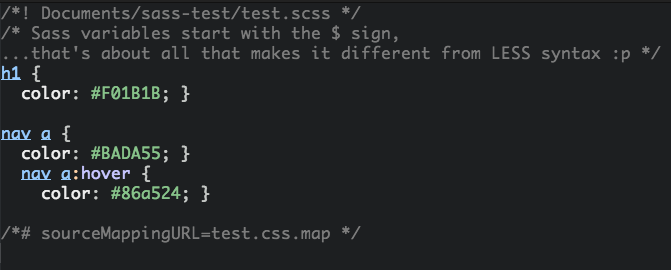 /*! Documents/sass-test/test.scss */
/* Sass variables start with the $ sign,
...that's about all that makes it different from LESS syntax :p */
h1 {
  color: #F01B1B; }

nav a {
  color: #BADA55; }
  nav a:hover {
    color: #86a524; }

/*# sourceMappingURL=test.css.map */